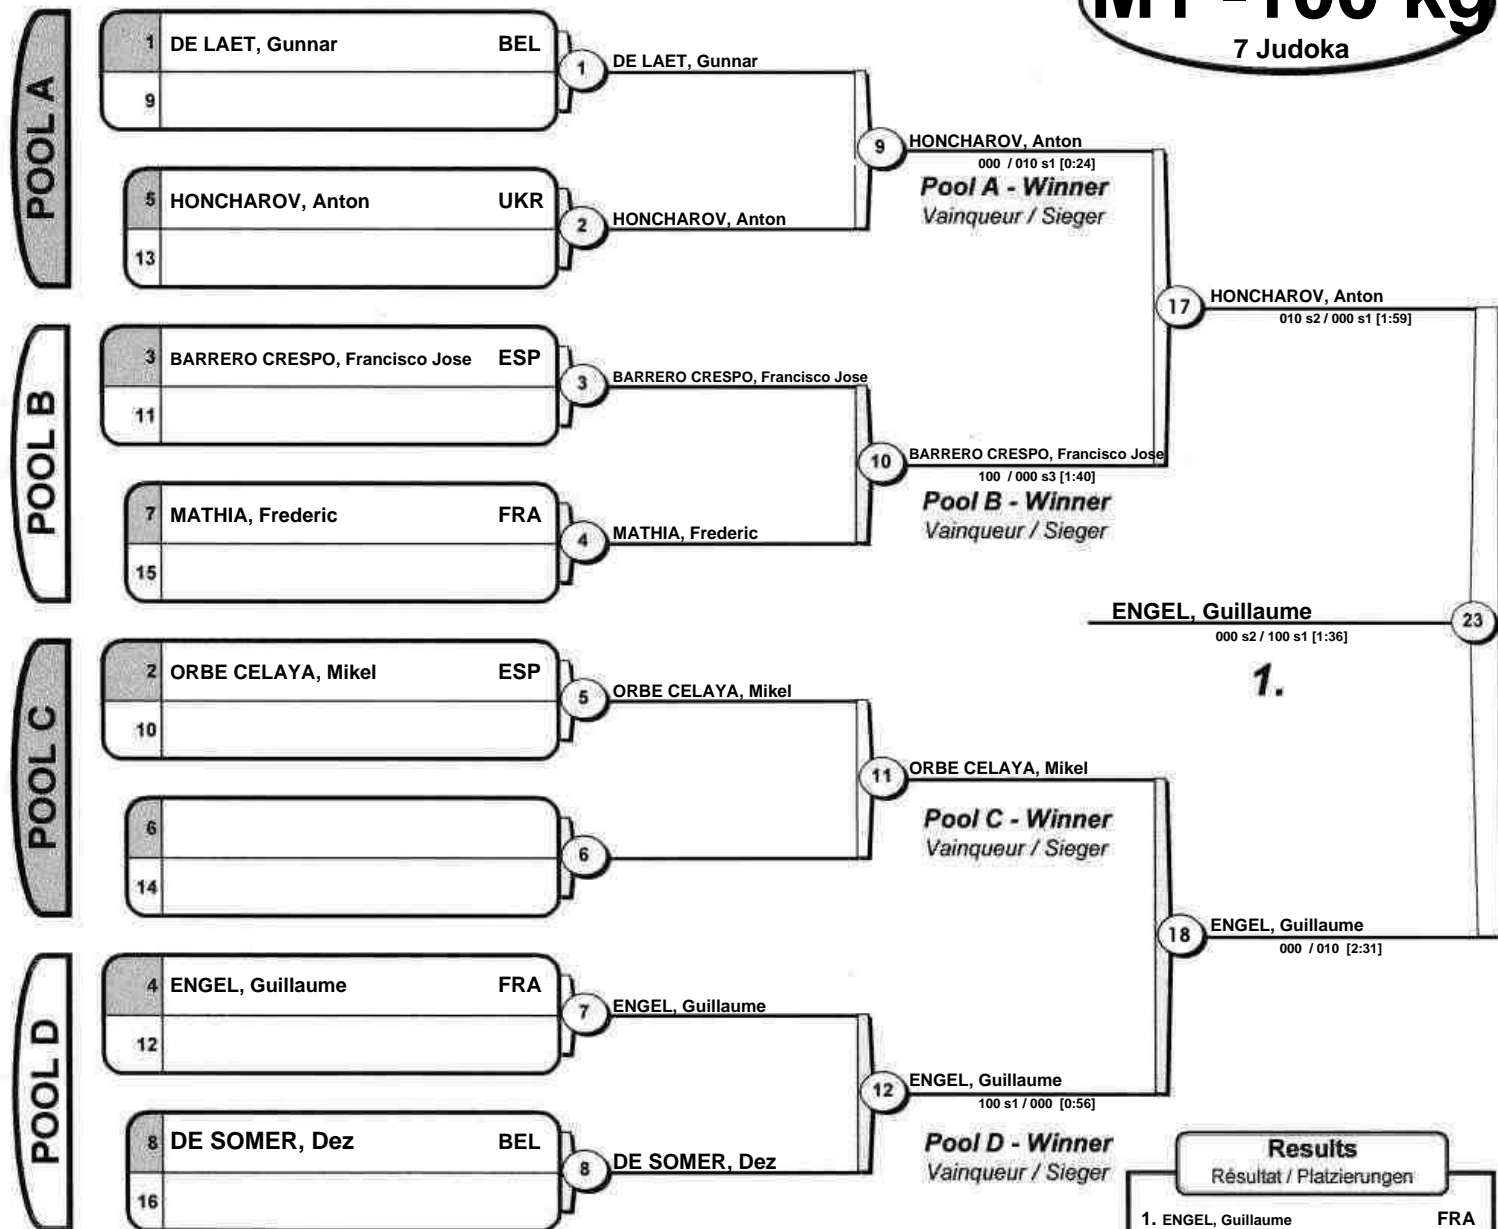 M1 -100 kg
7 Judoka
POOL A
1 DE LAET, Gunnar BEL
9
1 DE LAET, Gunnar
5 HONCHAROV, Anton UKR
13
2 HONCHAROV, Anton
9 HONCHAROV, Anton
000 / 010 s1 [0:24]
Pool A - Winner
Vainqueur / Sieger
POOL B
3 BARRERO CRESPO, Francisco Jose ESP
11
3 BARRERO CRESPO, Francisco Jose
7 MATHIA, Frederic FRA
15
4 MATHIA, Frederic
10 BARRERO CRESPO, Francisco Jose
100 / 000 s3 [1:40]
Pool B - Winner
Vainqueur / Sieger
17 HONCHAROV, Anton
010 s2 / 000 s1 [1:59]
ENGEL, Guillaume 23
000 s2 / 100 s1 [1:36]
1.
POOL C
2 ORBE CELAYA, Mikel ESP
10
5 ORBE CELAYA, Mikel
6
14
6
11 ORBE CELAYA, Mikel
Pool C - Winner
Vainqueur / Sieger
18 ENGEL, Guillaume
000 / 010 [2:31]
POOL D
4 ENGEL, Guillaume FRA
12
7 ENGEL, Guillaume
8 DE SOMER, Dez BEL
16
8 DE SOMER, Dez
12 ENGEL, Guillaume
100 s1 / 000 [0:56]
Pool D - Winner
Vainqueur / Sieger
Results
Résultat / Platzierungen
1. ENGEL, Guillaume FRA